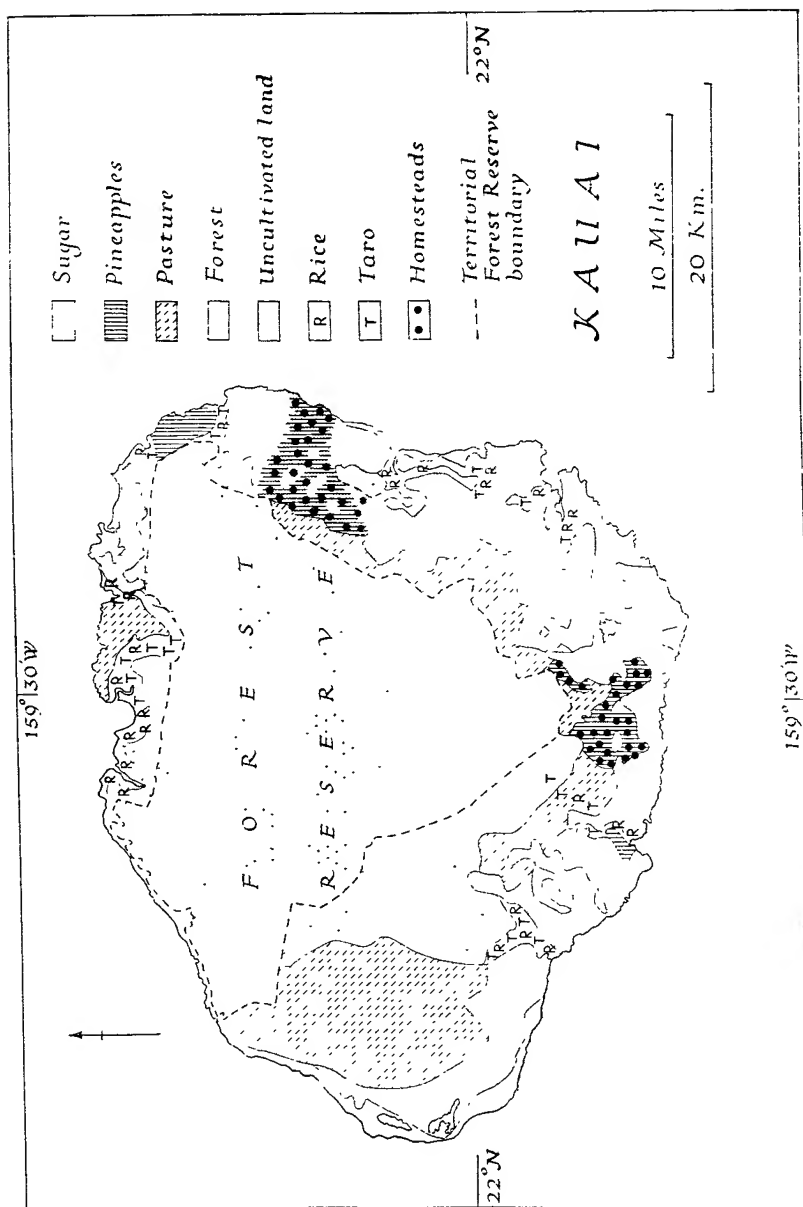 159°30'W
22°N
22°N
159°30'W
FOREST
RESERVE
R
R
R
R
R
R
T
R
T
T
R
T
T
T
R
R
R
R
T
T
R
T
R
R
R
T
T
R
R
T
R
T
R
R
T
T
R
T
R
R
T
R
T
R
T
R
T
R
Sugar
Pineapples
Pasture
Forest
Uncultivated land
R Rice
T Taro
Homesteads
Territorial
Forest Reserve
boundary
KAUAI
10 Miles
20 Km.